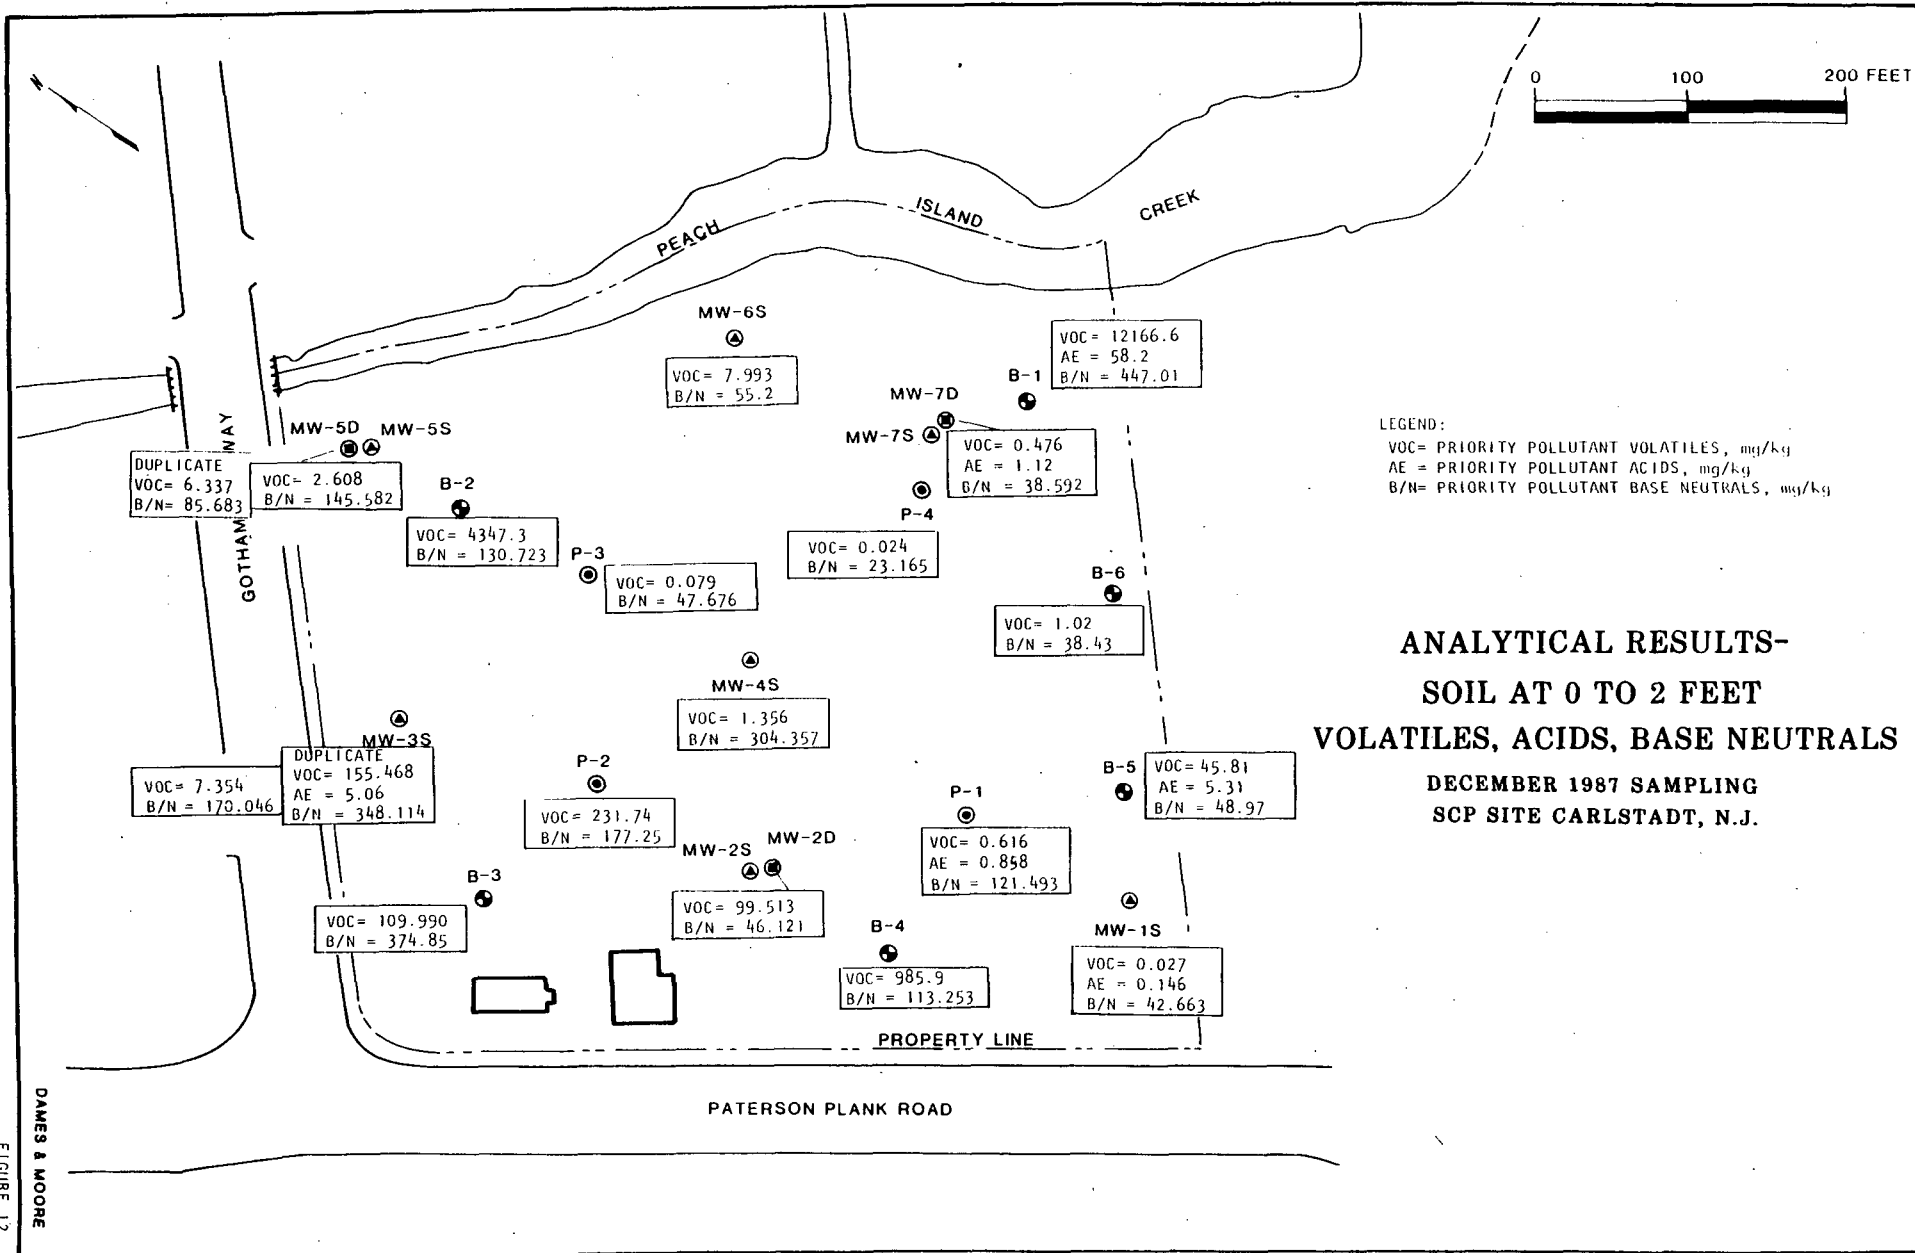 N
0 100 200 FEET
PEACH ISLAND CREEK
MW-6S
VOC= 7.993
B/N = 55.2
VOC= 12166.6
AE = 58.2
B/N = 447.01
B-1
MW-7D
MW-7S
VOC= 0.476
AE = 1.12
B/N = 38.592
P-4
VOC= 0.024
B/N = 23.165
LEGEND:
VOC= PRIORITY POLLUTANT VOLATILES, mg/kg
AE = PRIORITY POLLUTANT ACIDS, mg/kg
B/N= PRIORITY POLLUTANT BASE NEUTRALS, mg/kg
GOTHAM WAY
MW-5D MW-5S
DUPLICATE
VOC= 6.337
B/N= 85.683
VOC= 2.608
B/N = 145.582
B-2
VOC= 4347.3
B/N = 130.723
P-3
VOC= 0.079
B/N = 47.676
B-6
VOC= 1.02
B/N = 38.43
MW-4S
VOC= 1.356
B/N = 304.357
ANALYTICAL RESULTS-
SOIL AT 0 TO 2 FEET
VOLATILES, ACIDS, BASE NEUTRALS
DECEMBER 1987 SAMPLING
SCP SITE CARLSTADT, N.J.
MW-3S
VOC= 7.354
B/N = 170.046
DUPLICATE
VOC= 155.468
AE = 5.06
B/N = 348.114
P-2
VOC= 231.74
B/N = 177.25
B-5
VOC= 45.81
AE = 5.31
B/N = 48.97
P-1
VOC= 0.616
AE = 0.858
B/N = 121.493
MW-2S MW-2D
VOC= 99.513
B/N = 46.121
B-3
VOC= 109.990
B/N = 374.85
B-4
VOC= 985.9
B/N = 113.253
MW-1S
VOC= 0.027
AE = 0.146
B/N = 42.663
PROPERTY LINE
PATERSON PLANK ROAD
DAMES & MOORE
FIGURE 12